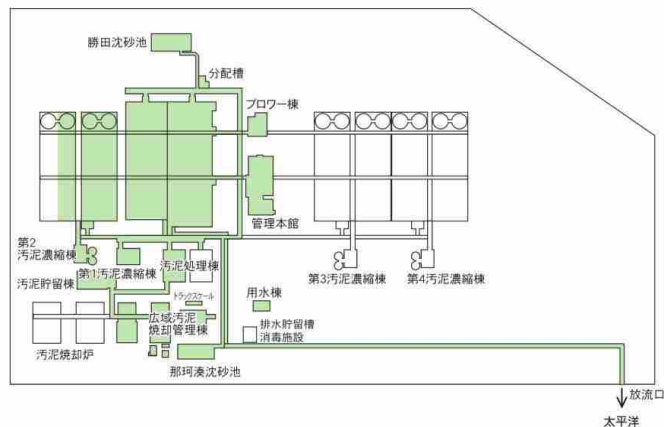 勝田沈砂池
分配槽
ブロワー棟
管理本館
第2
汚泥濃縮棟
第1汚泥濃縮棟
汚泥処理棟
第3汚泥濃縮棟
第4汚泥濃縮棟
汚泥貯留棟
トラックスケール
用水棟
広域汚泥
焼却管理棟
排水貯留槽
消毒施設
汚泥焼却炉
那珂湊沈砂池
放流口
太平洋